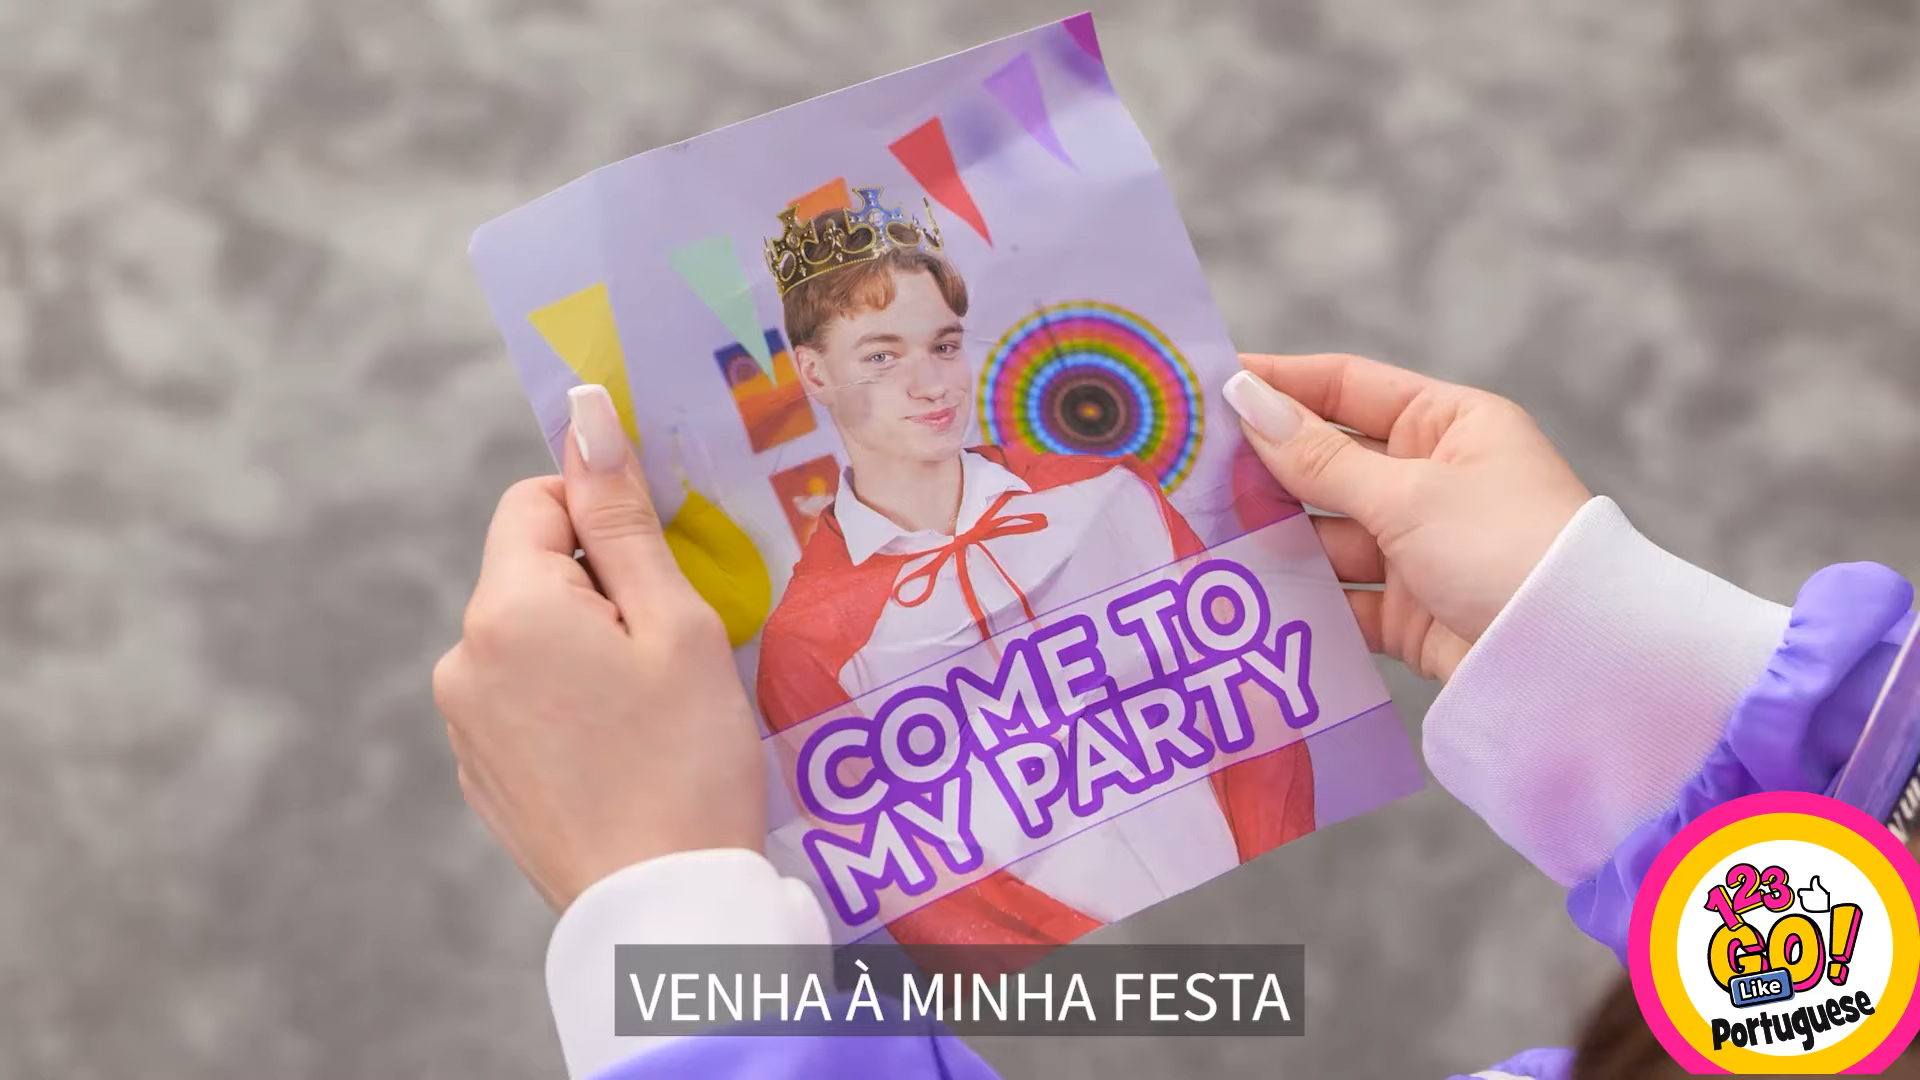 COME TO
MY PARTY
VENHA À MINHA FESTA
123
GO!
Like
Portuguese